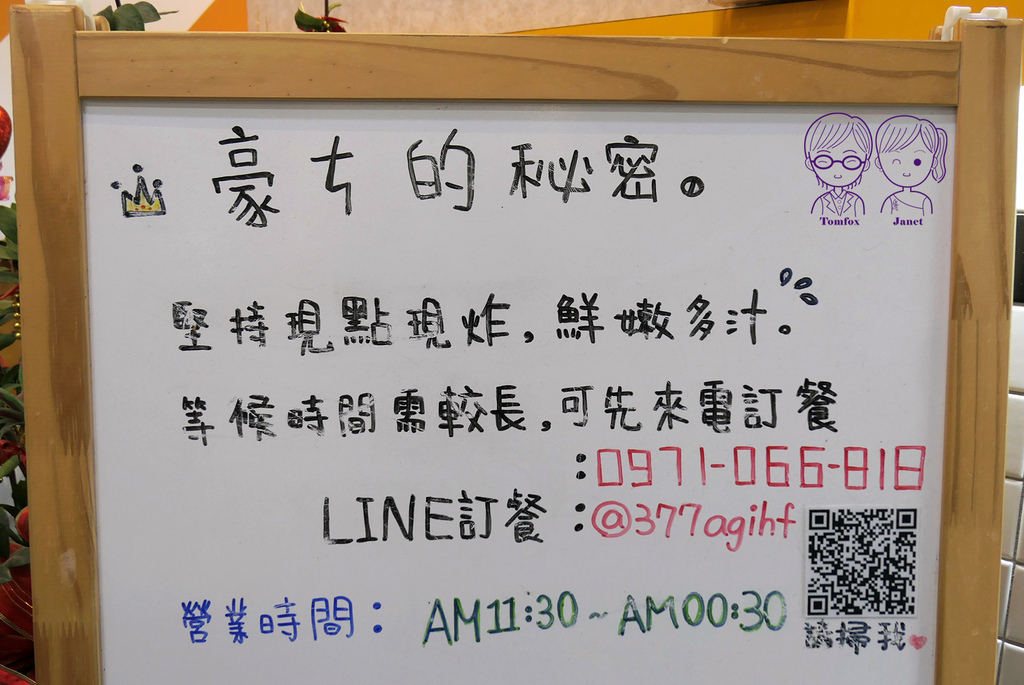 豪ㄘ的秘密。
Tomfox Janet
堅持現點現炸,鮮嫩多汁。
等候時間需較長,可先來電訂餐
:0971-066-818
LINE訂餐:@377agihf
營業時間:AM11:30~AM00:30
請掃我